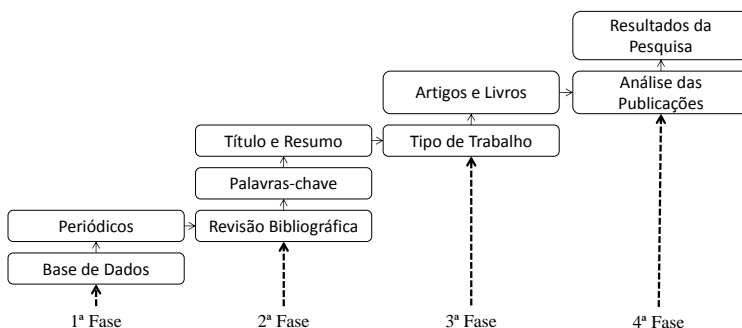 Resultados da
Pesquisa
Artigos e Livros
Análise das
Publicações
Título e Resumo
Tipo de Trabalho
Palavras-chave
Periódicos
Revisão Bibliográfica
Base de Dados
1ª Fase
2ª Fase
3ª Fase
4ª Fase